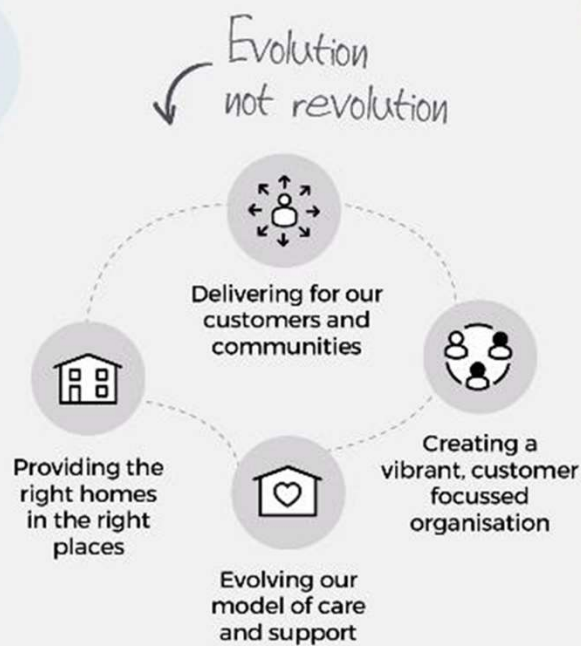 Evolution
not revolution
Delivering for our
customers and
communities
Creating a
vibrant, customer
focussed
organisation
Evolving our
model of care
and support
Providing the
right homes
in the right
places